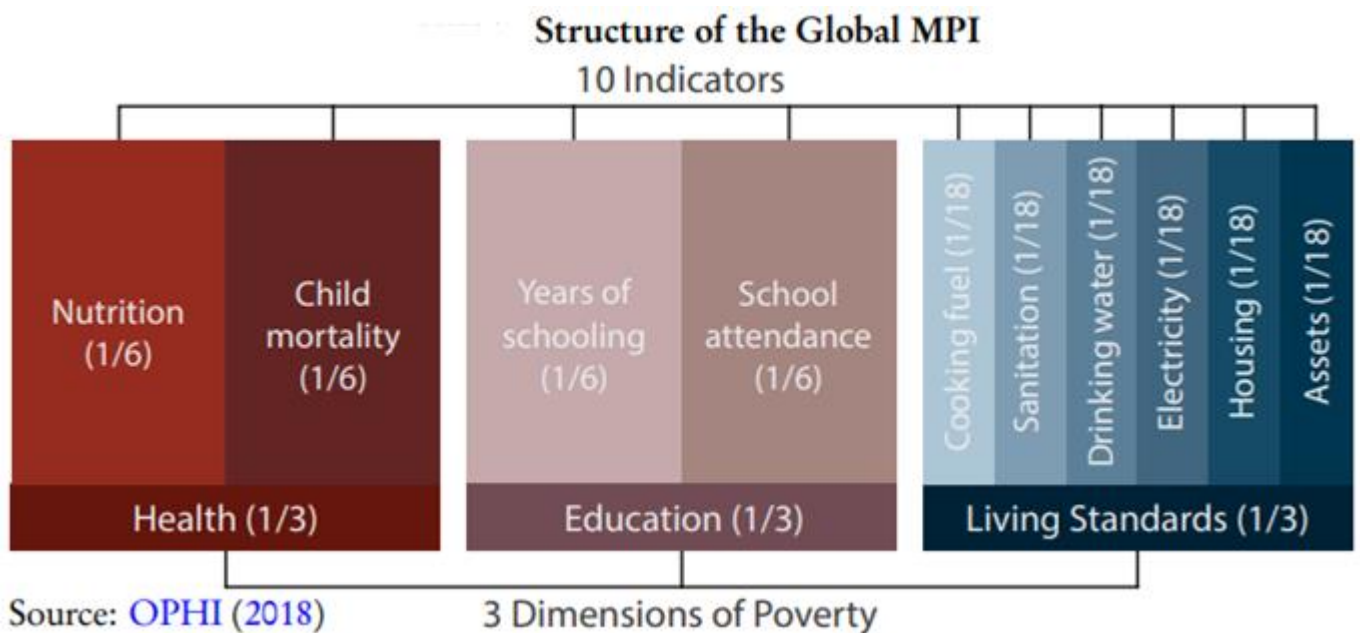 Structure of the Global MPI
10 Indicators
Nutrition
(1/6)
Child
mortality
(1/6)
Years of
schooling
(1/6)
School
attendance
(1/6)
Cooking fuel (1/18)
Sanitation (1/18)
Drinking water (1/18)
Electricity (1/18)
Housing (1/18)
Assets (1/18)
Health (1/3)
Education (1/3)
Living Standards (1/3)
3 Dimensions of Poverty
Source: OPHI (2018)